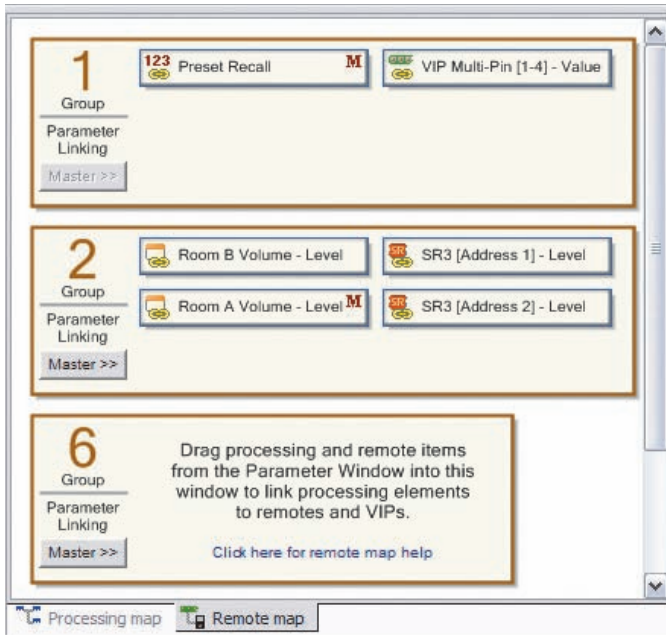 1
Group
Parameter
Linking
Master >>
123 Preset Recall M
VIP Multi-Pin [1-4] - Value
2
Group
Parameter
Linking
Master >>
Room B Volume - Level
SR SR3 [Address 1] - Level
Room A Volume - Level M
SR SR3 [Address 2] - Level
6
Group
Parameter
Linking
Master >>
Drag processing and remote items
from the Parameter Window into this
window to link processing elements
to remotes and VIPs.
Click here for remote map help
Processing map
Remote map